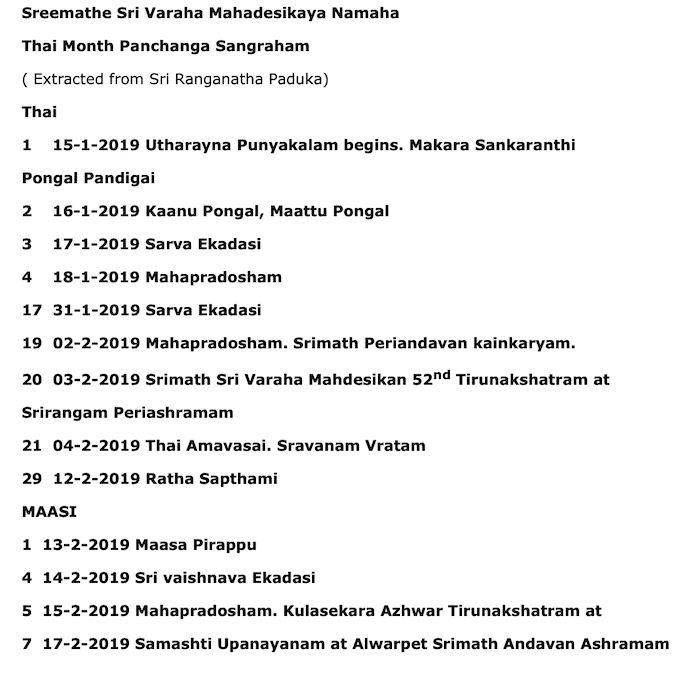 Sreemathe Sri Varaha Mahadesikaya Namaha
Thai Month Panchanga Sangraham
( Extracted from Sri Ranganatha Paduka)
Thai
1 15-1-2019 Utharayna Punyakalam begins. Makara Sankaranthi
Pongal Pandigai
2 16-1-2019 Kaanu Pongal, Maattu Pongal
3 17-1-2019 Sarva Ekadasi
4 18-1-2019 Mahapradosham
17 31-1-2019 Sarva Ekadasi
19 02-2-2019 Mahapradosham. Srimath Periandavan kainkaryam.
20 03-2-2019 Srimath Sri Varaha Mahdesikan 52nd Tirunakshatram at
Srirangam Periashramam
21 04-2-2019 Thai Amavasai. Sravanam Vratam
29 12-2-2019 Ratha Sapthami
MAASI
1 13-2-2019 Maasa Pirappu
4 14-2-2019 Sri vaishnava Ekadasi
5 15-2-2019 Mahapradosham. Kulasekara Azhwar Tirunakshatram at
7 17-2-2019 Samashti Upanayanam at Alwarpet Srimath Andavan Ashramam